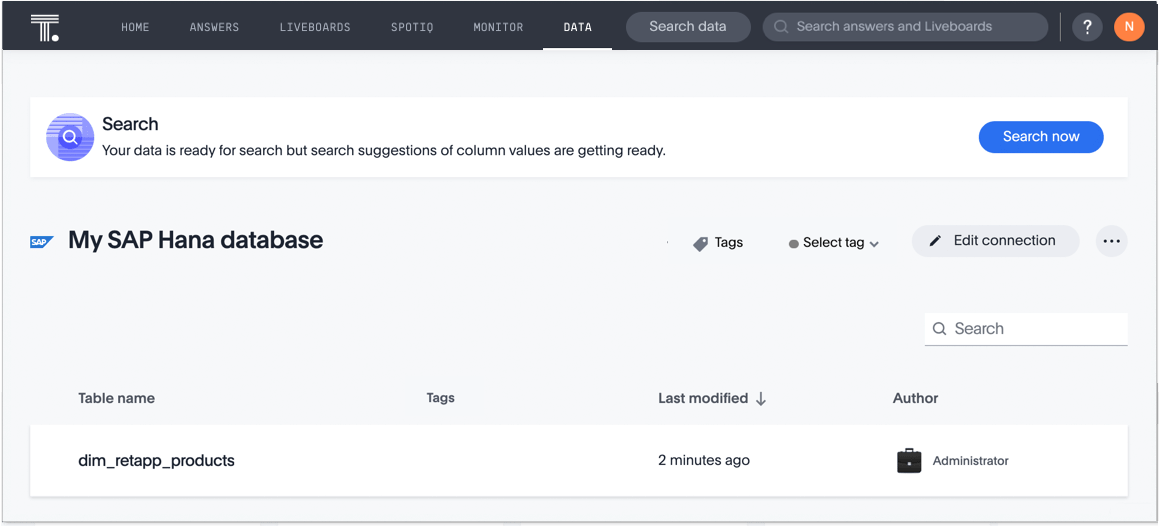 T. HOME ANSWERS LIVEBOARDS SPOTIQ MONITOR DATA Search data Search answers and Liveboards ? N
Search
Your data is ready for search but search suggestions of column values are getting ready.
Search now
SAP My SAP Hana database Tags Select tag Edit connection
Search
Table name Tags Last modified Author
dim_retapp_products 2 minutes ago Administrator